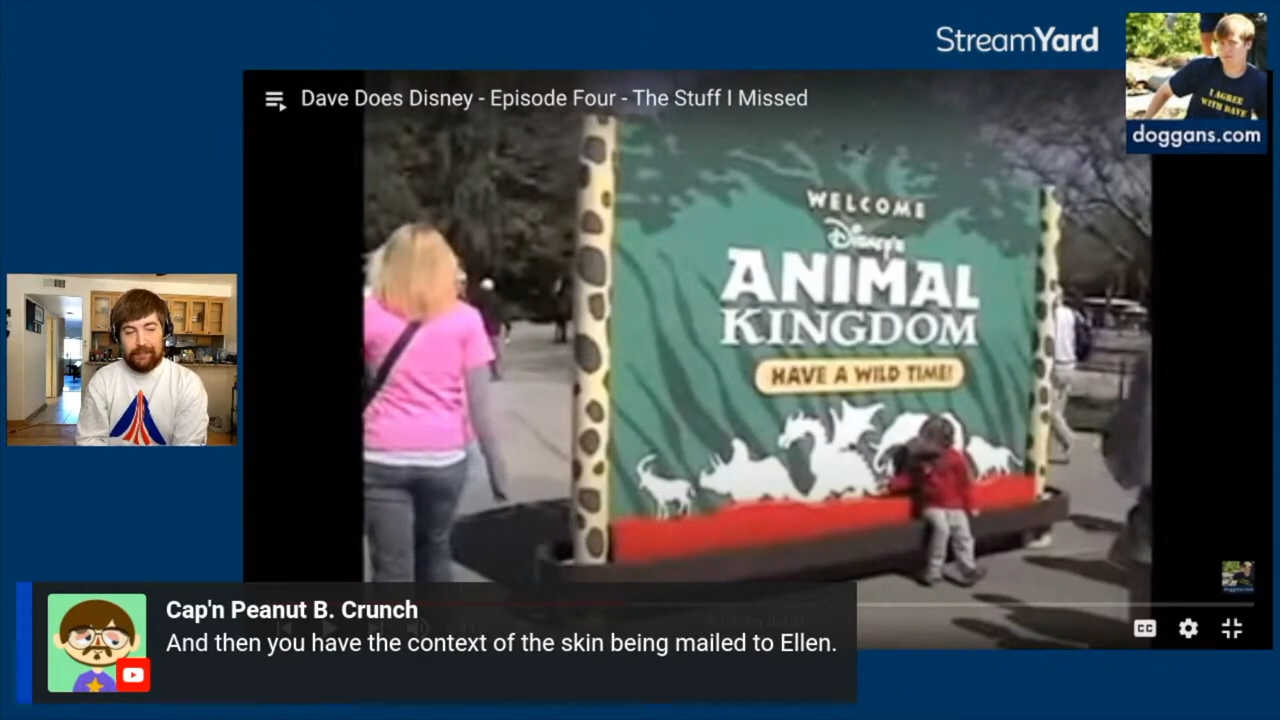 StreamYard
I AGREE
WITH DAVE
doggans.com
Dave Does Disney - Episode Four - The Stuff I Missed
WELCOME
Disney's
ANIMAL
KINGDOM
HAVE A WILD TIME!
Cap'n Peanut B. Crunch
And then you have the context of the skin being mailed to Ellen.
CC